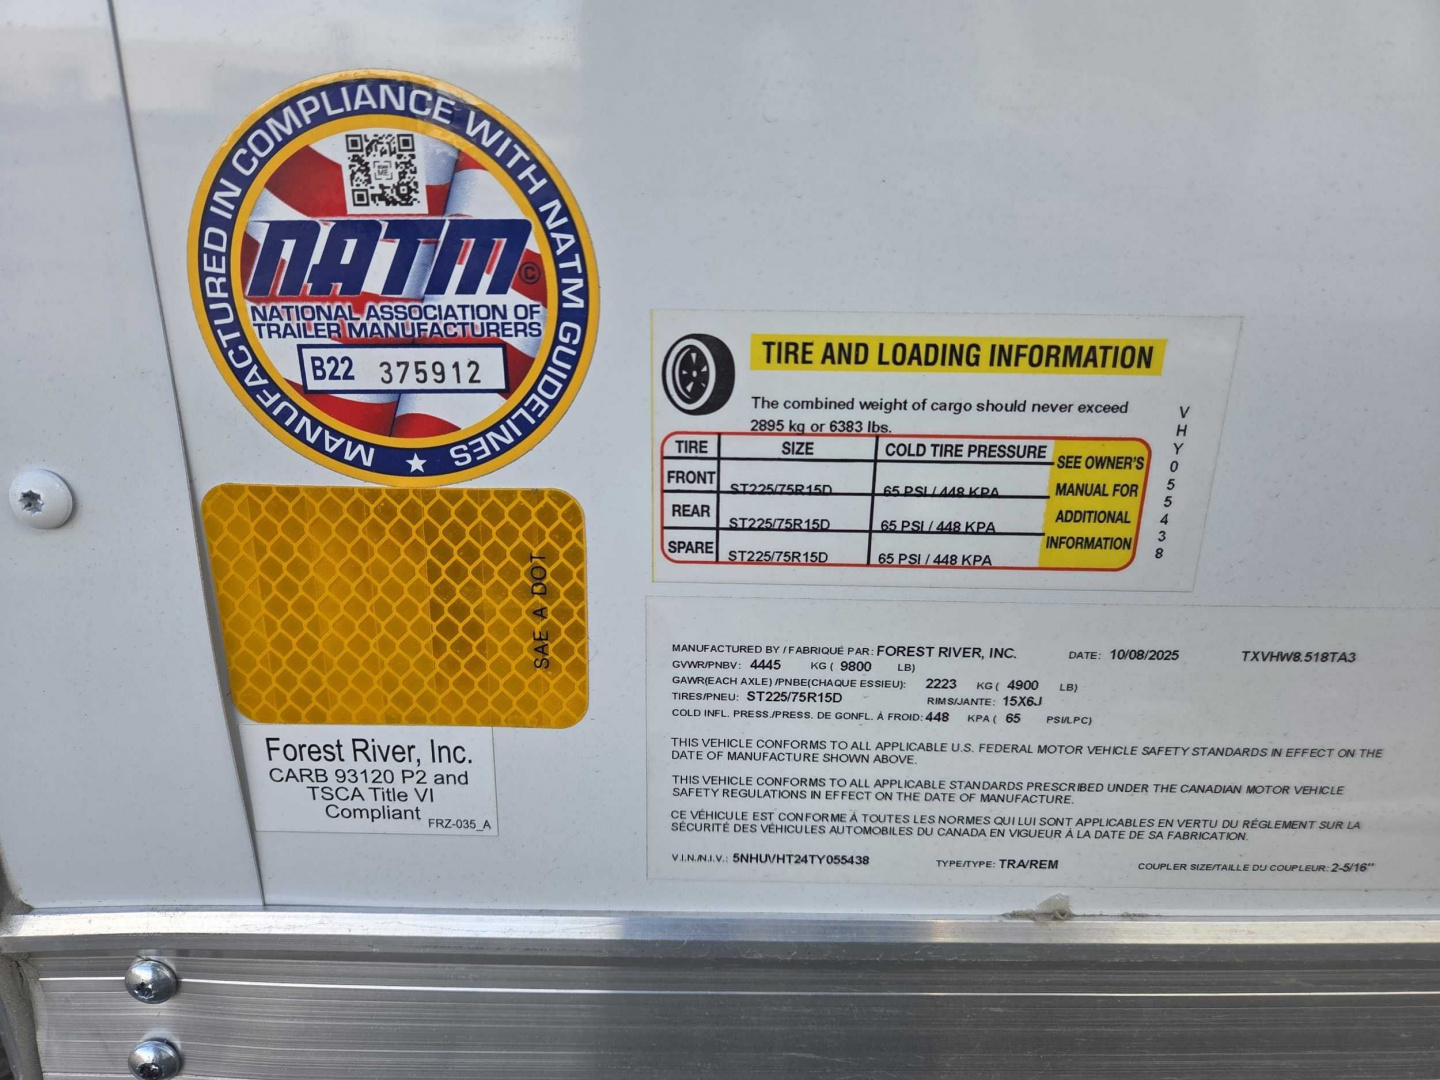 MANUFACTURED IN COMPLIANCE WITH NATM GUIDELINES ★
NATM ©
NATIONAL ASSOCIATION OF
TRAILER MANUFACTURERS
B22 375912
SAE A DOT
Forest River, Inc.
CARB 93120 P2 and
TSCA Title VI
Compliant FRZ-035_A
TIRE AND LOADING INFORMATION
The combined weight of cargo should never exceed
2895 kg or 6383 lbs.
TIRE SIZE COLD TIRE PRESSURE
FRONT ST225/75R15D 65 PSI / 448 KPA
REAR ST225/75R15D 65 PSI / 448 KPA
SPARE ST225/75R15D 65 PSI / 448 KPA
SEE OWNER'S
MANUAL FOR
ADDITIONAL
INFORMATION
VHY055438
MANUFACTURED BY / FABRIQUÉ PAR: FOREST RIVER, INC. DATE: 10/08/2025 TXVHW8.518TA3
GVWR/PNBV: 4445 KG ( 9800 LB)
GAWR(EACH AXLE) /PNBE(CHAQUE ESSIEU): 2223 KG ( 4900 LB)
TIRES/PNEU: ST225/75R15D RIMS/JANTE: 15X6J
COLD INFL. PRESS./PRESS. DE GONFL. À FROID: 448 KPA ( 65 PSI/LPC)
THIS VEHICLE CONFORMS TO ALL APPLICABLE U.S. FEDERAL MOTOR VEHICLE SAFETY STANDARDS IN EFFECT ON THE
DATE OF MANUFACTURE SHOWN ABOVE.
THIS VEHICLE CONFORMS TO ALL APPLICABLE STANDARDS PRESCRIBED UNDER THE CANADIAN MOTOR VEHICLE
SAFETY REGULATIONS IN EFFECT ON THE DATE OF MANUFACTURE.
CE VÉHICULE EST CONFORME À TOUTES LES NORMES QUI LUI SONT APPLICABLES EN VERTU DU RÉGLEMENT SUR LA
SÉCURITÉ DES VÉHICULES AUTOMOBILES DU CANADA EN VIGUEUR À LA DATE DE SA FABRICATION.
V.I.N./N.I.V.: 5NHUVHT24TY055438 TYPE/TYPE: TRA/REM COUPLER SIZE/TAILLE DU COUPLEUR: 2-5/16"